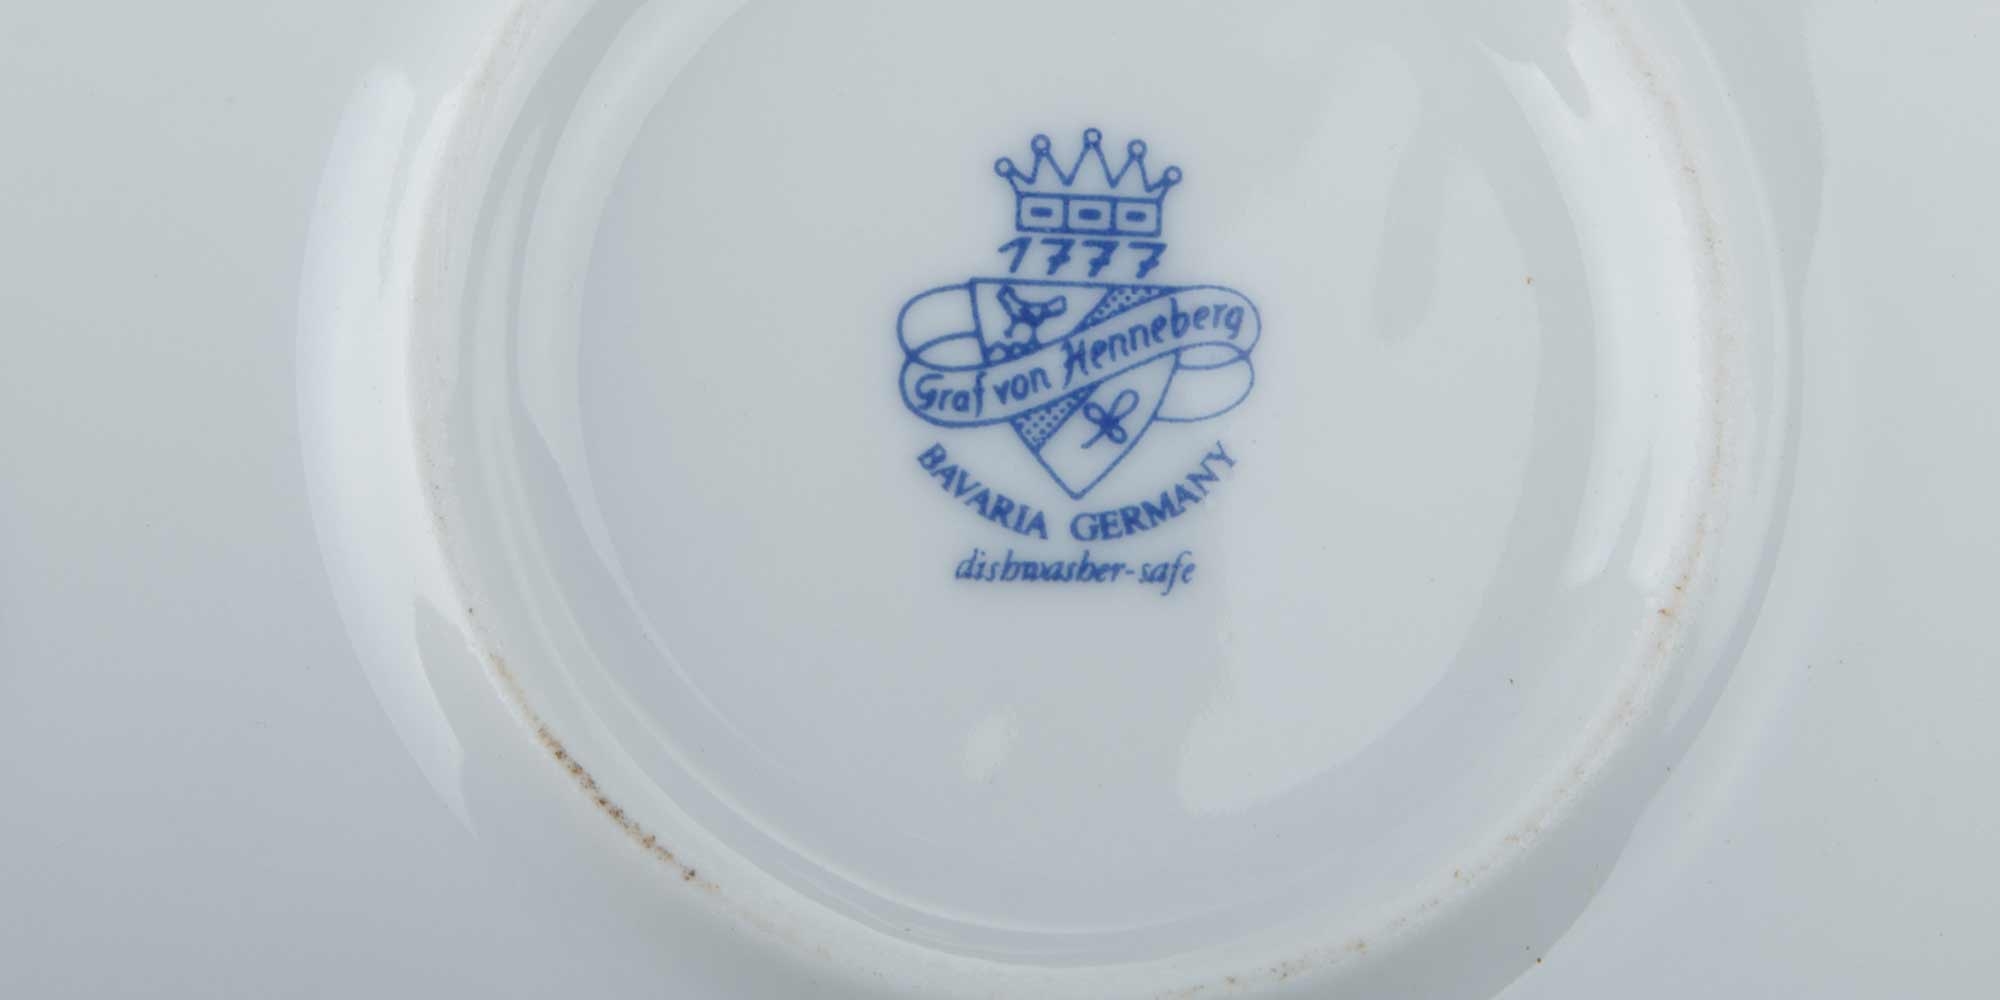 1777
Graf von Henneberg
BAVARIA GERMANY
dishwasher-safe